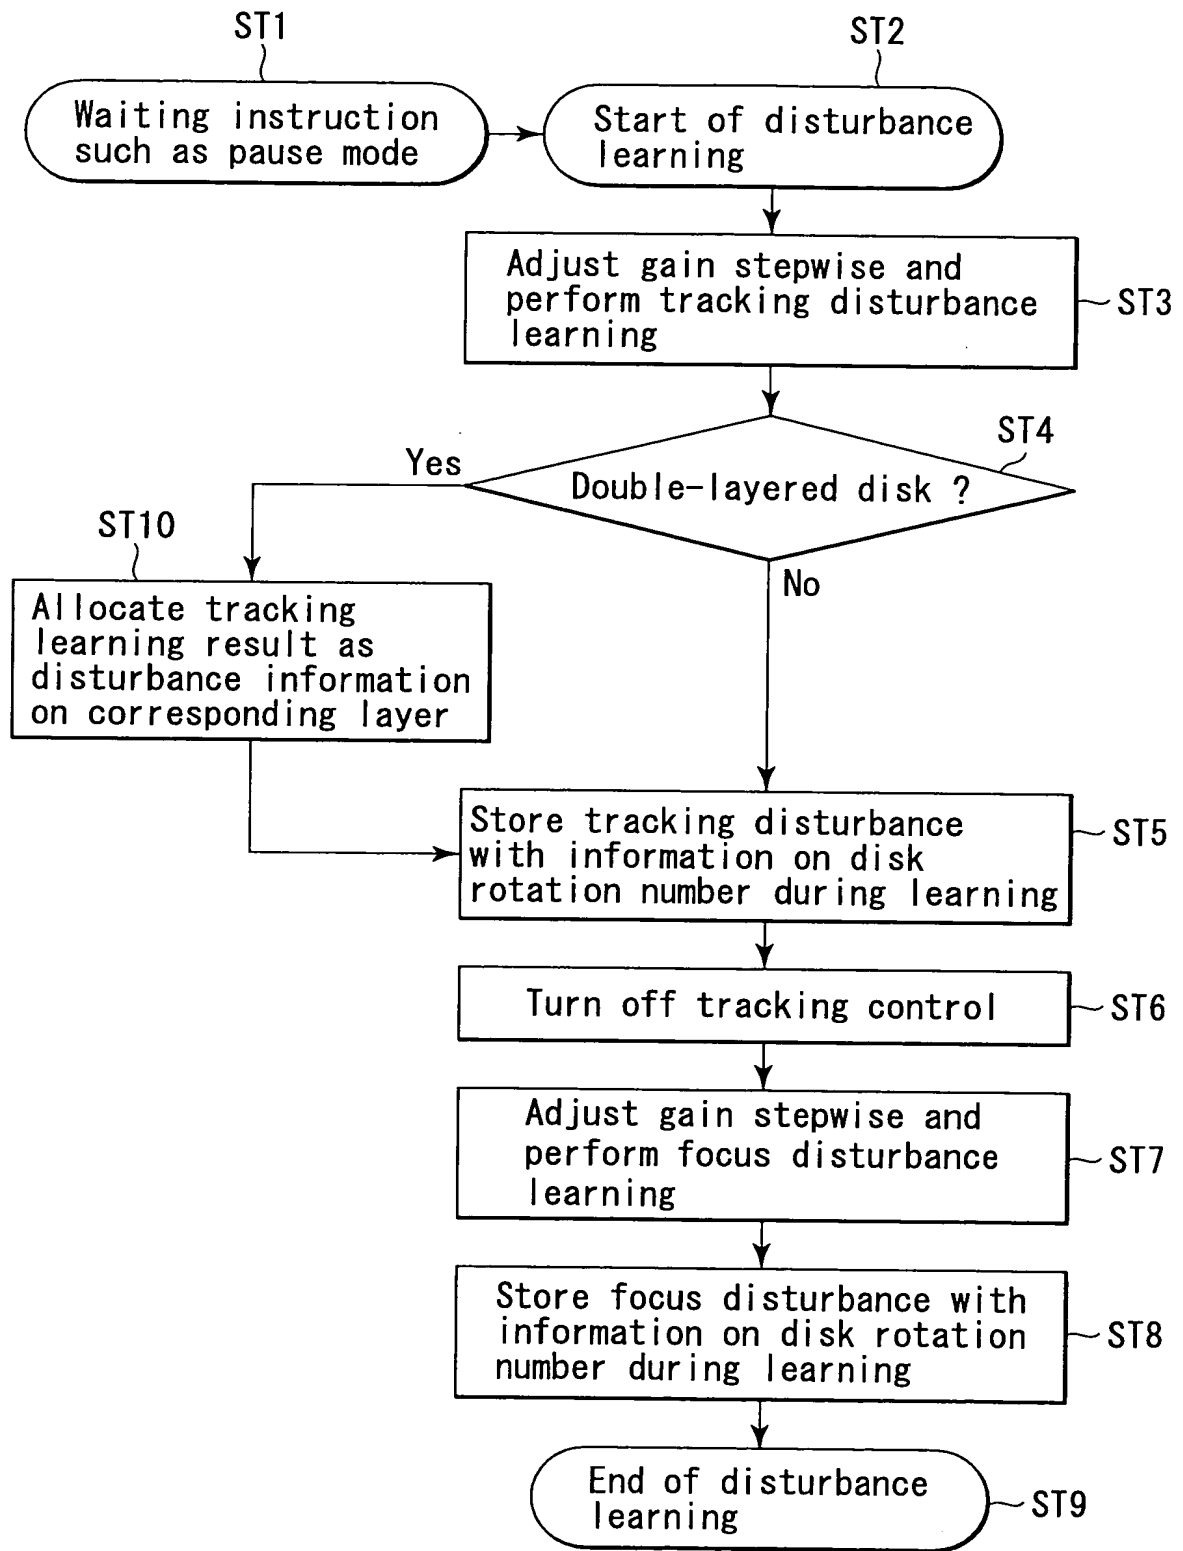 ST1
Waiting instruction
such as pause mode
ST2
Start of disturbance
learning
Adjust gain stepwise and
perform tracking disturbance
learning
ST3
ST4
Double-layered disk ?
Yes
No
ST10
Allocate tracking
learning result as
disturbance information
on corresponding layer
Store tracking disturbance
with information on disk
rotation number during learning
ST5
Turn off tracking control
ST6
Adjust gain stepwise and
perform focus disturbance
learning
ST7
Store focus disturbance with
information on disk rotation
number during learning
ST8
End of disturbance
learning
ST9